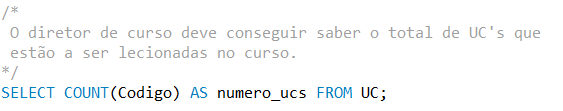 /*
O diretor de curso deve conseguir saber o total de UC's que
estão a ser lecionadas no curso.
*/
SELECT COUNT(Codigo) AS numero_ucs FROM UC;